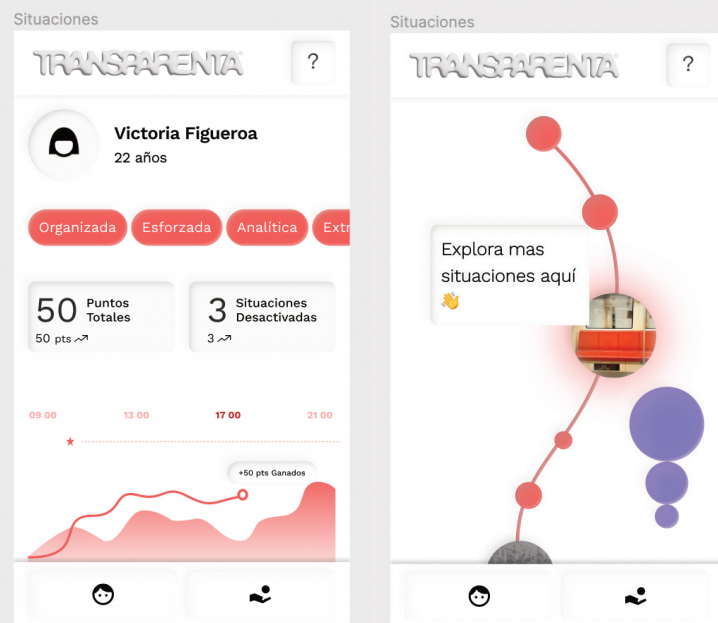 Situaciones
TRANSPARENTA
?
Victoria Figueroa
22 años
Organizada
Esforzada
Analítica
Extr
50 Puntos
Totales
50 pts
3 Situaciones
Desactivadas
3
09 00
13 00
17 00
21 00
+50 pts Ganados
Situaciones
TRANSPARENTA
?
Explora mas
situaciones aquí
👋